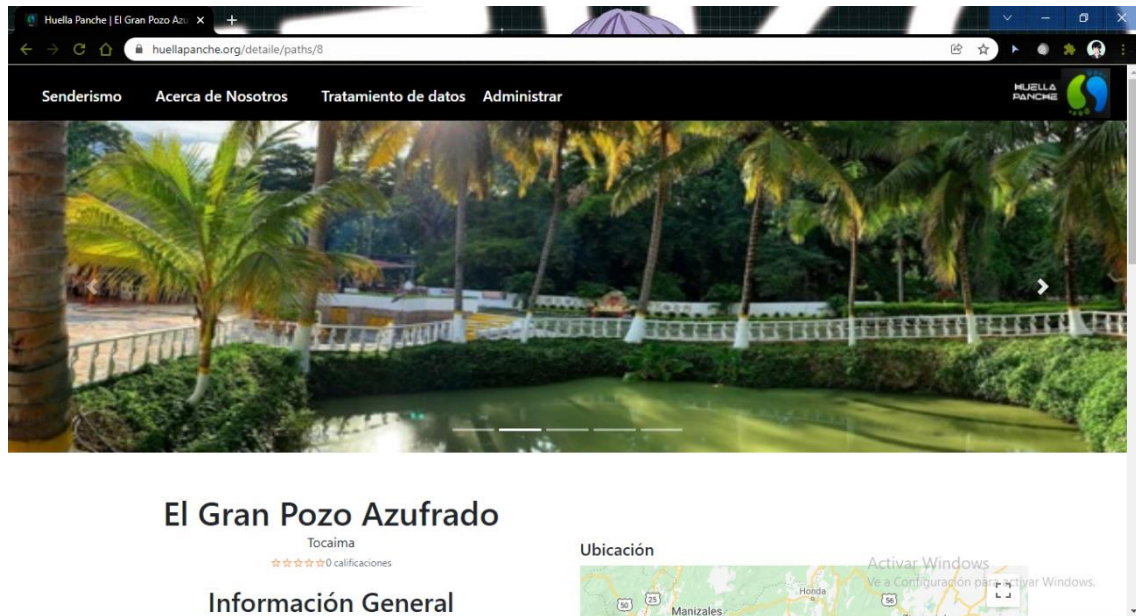 Huella Panche | El Gran Pozo Azu
huellapanche.org/detaile/paths/8
Senderismo Acerca de Nosotros Tratamiento de datos Administrar
HUELLA
PANCHE
El Gran Pozo Azufrado
Tocaima
0 calificaciones
Información General
Ubicación
Activar Windows
Ve a Configuración para activar Windows.
Honda
50
25
56
Manizales